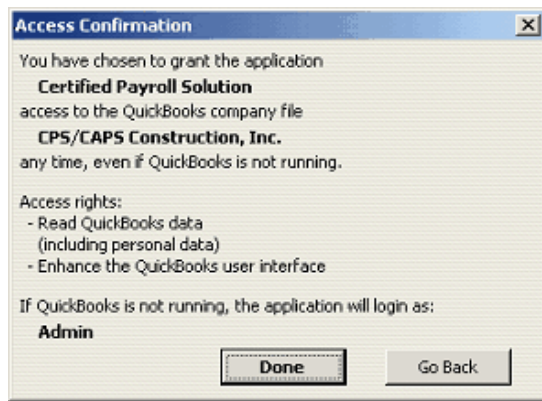 Access Confirmation
You have chosen to grant the application
Certified Payroll Solution
access to the QuickBooks company file
CPS/CAPS Construction, Inc.
any time, even if QuickBooks is not running.
Access rights:
- Read QuickBooks data
(including personal data)
- Enhance the QuickBooks user interface
If QuickBooks is not running, the application will login as:
Admin
Done Go Back